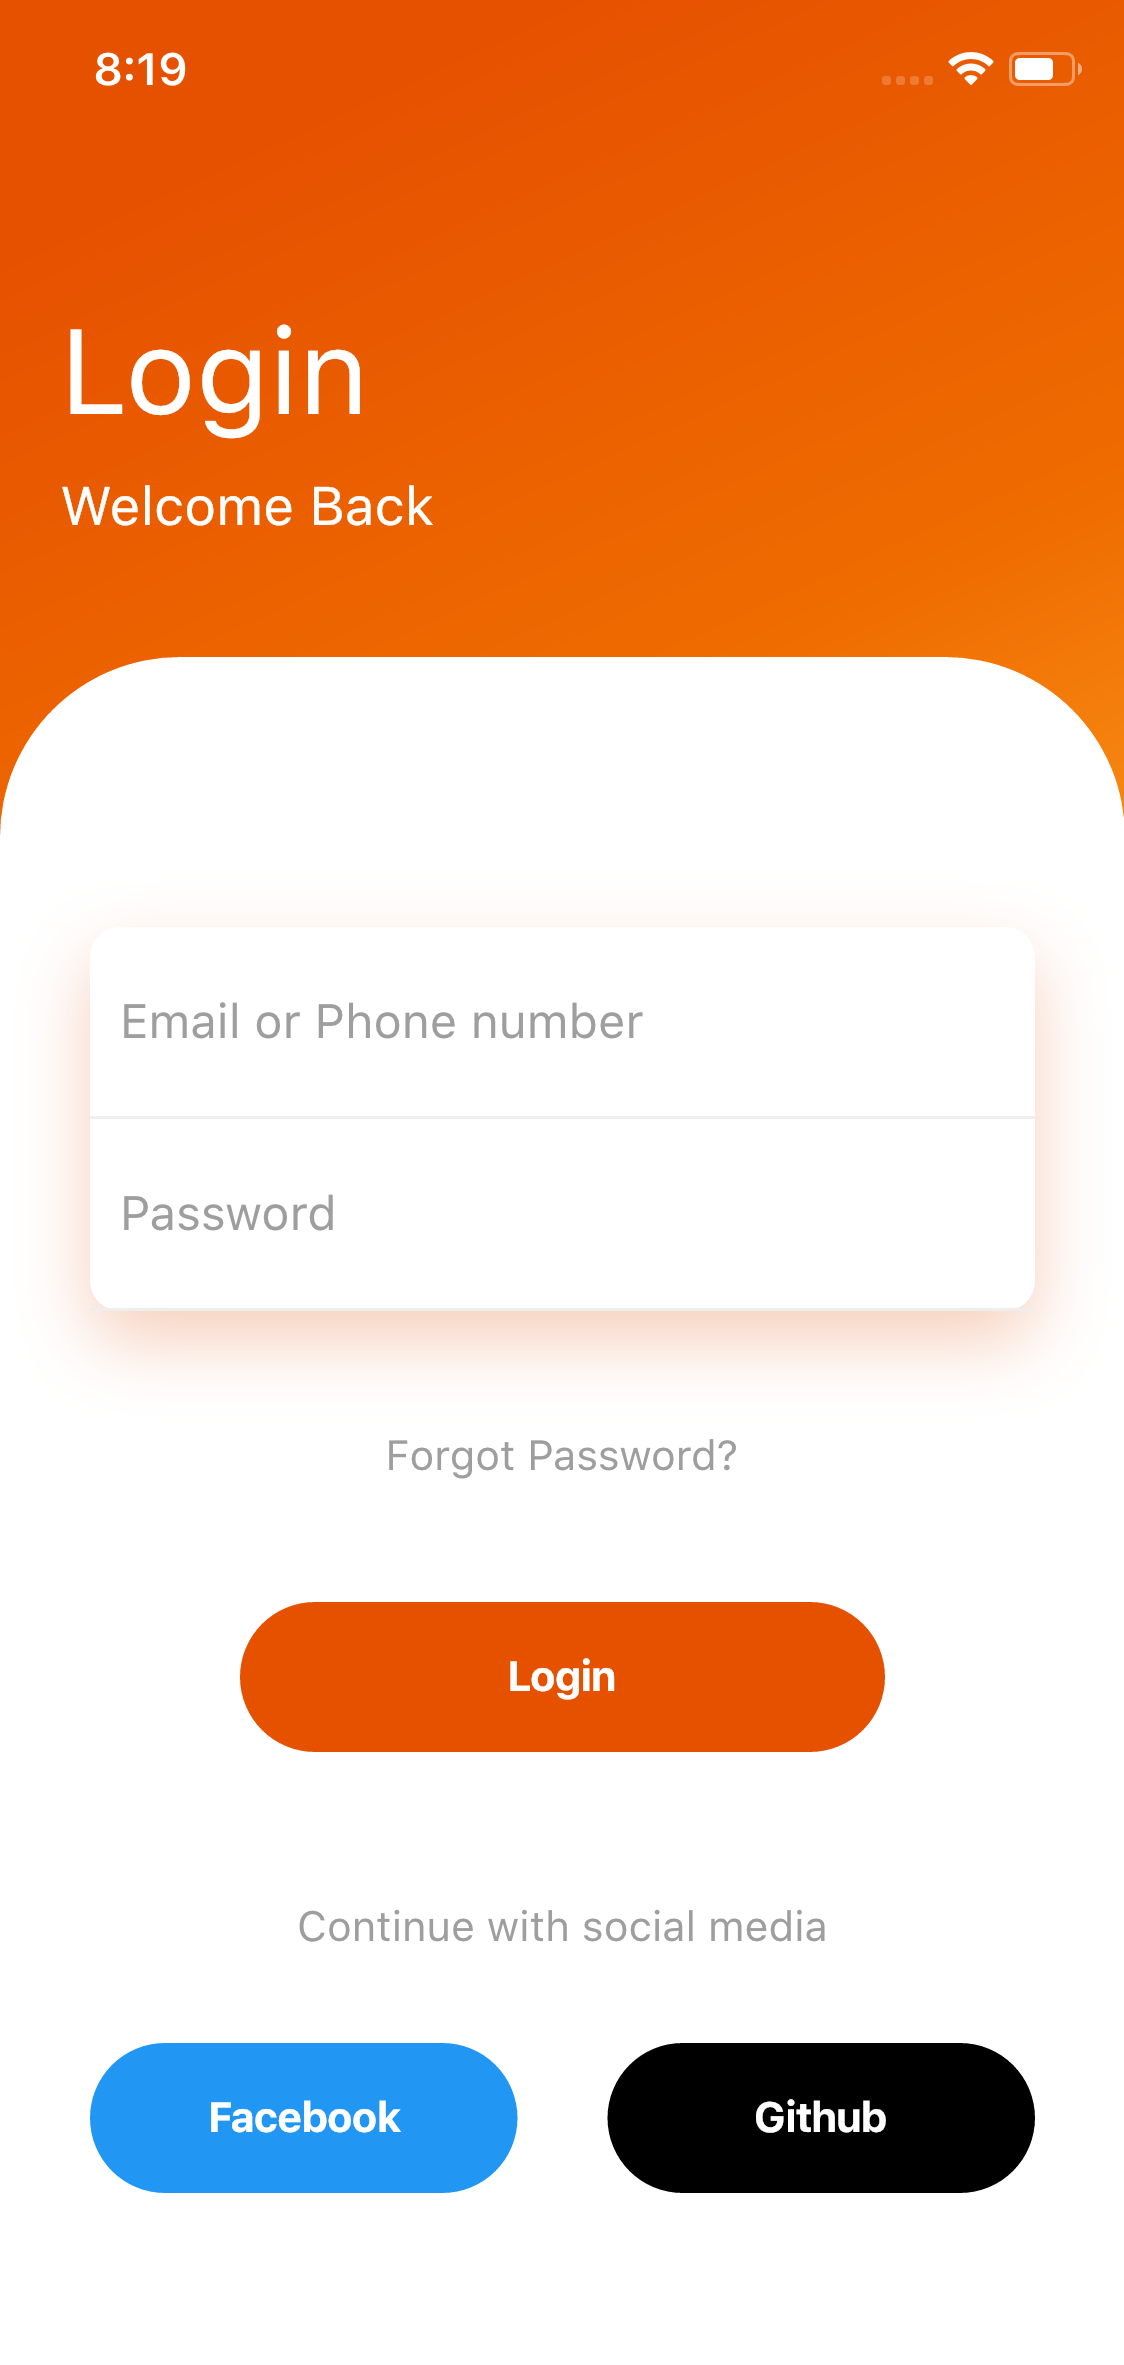 8:19
Login
Welcome Back
Email or Phone number
Password
Forgot Password?
Login
Continue with social media
Facebook
Github